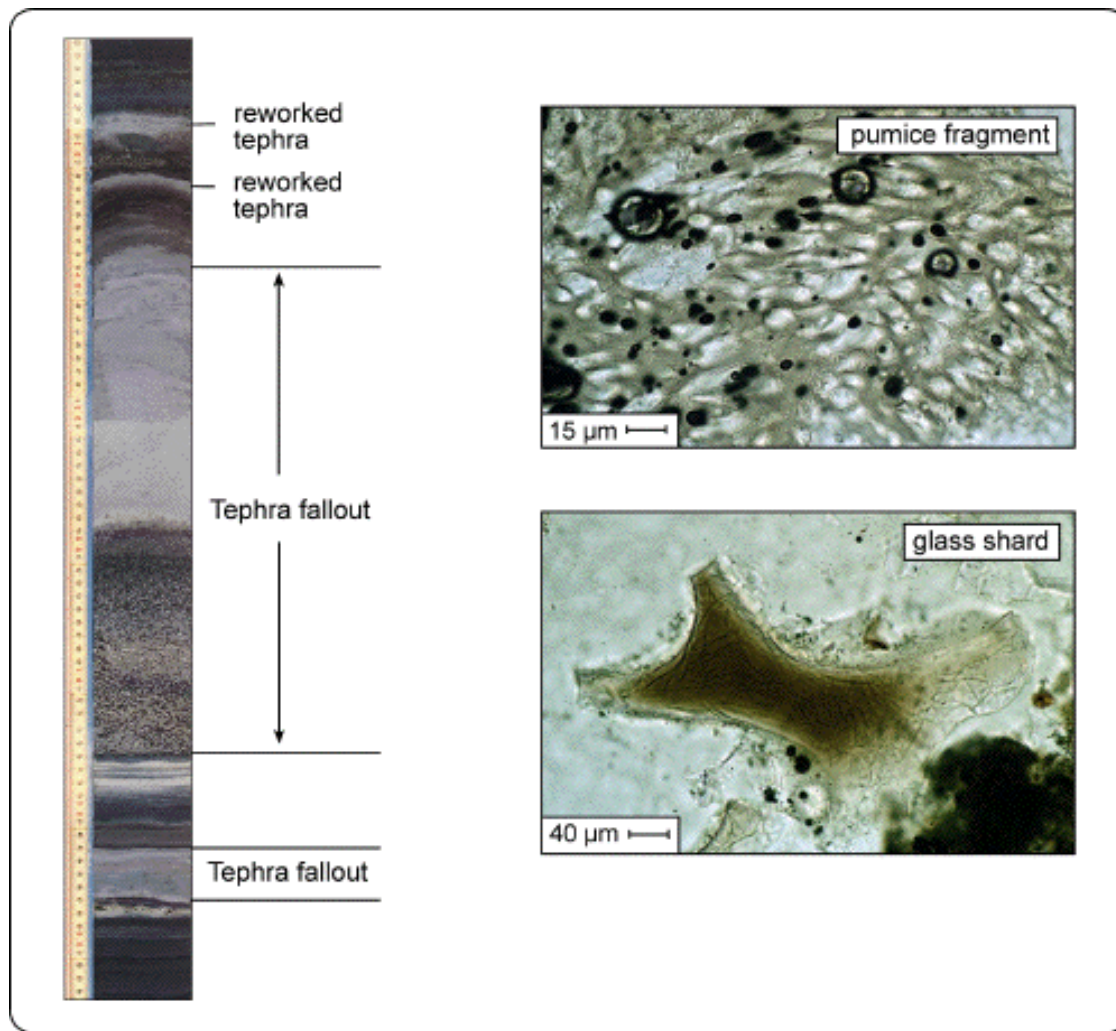 reworked
tephra
reworked
tephra
Tephra fallout
Tephra fallout
pumice fragment
15 µm
glass shard
40 µm